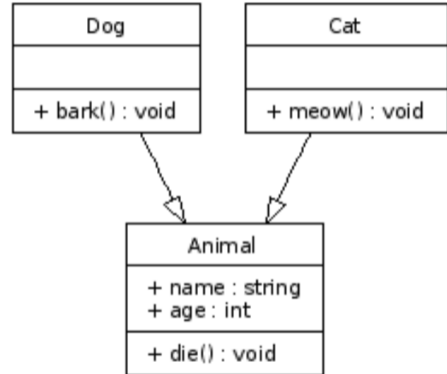 Dog
+ bark() : void
Cat
+ meow() : void
Animal
+ name : string
+ age : int
+ die() : void